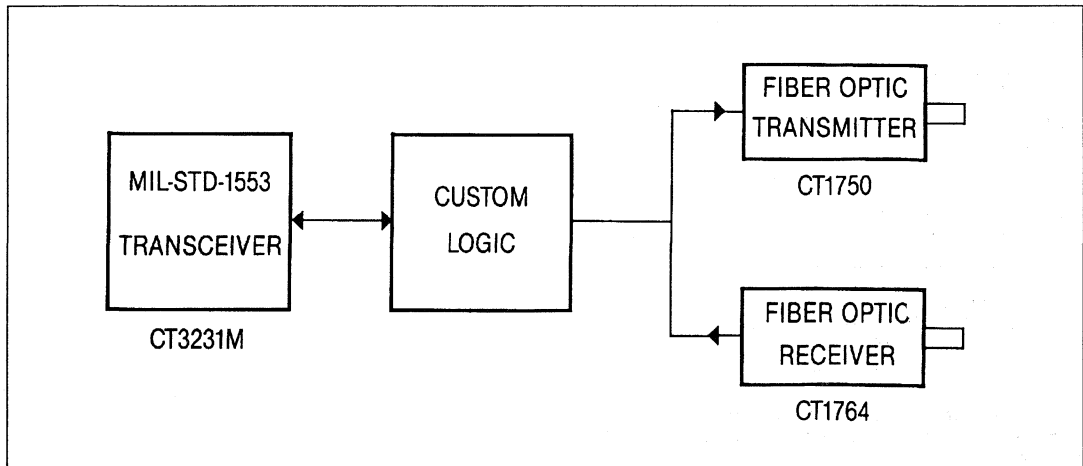 MIL-STD-1553
TRANSCEIVER
CT3231M
CUSTOM
LOGIC
FIBER OPTIC
TRANSMITTER
CT1750
FIBER OPTIC
RECEIVER
CT1764